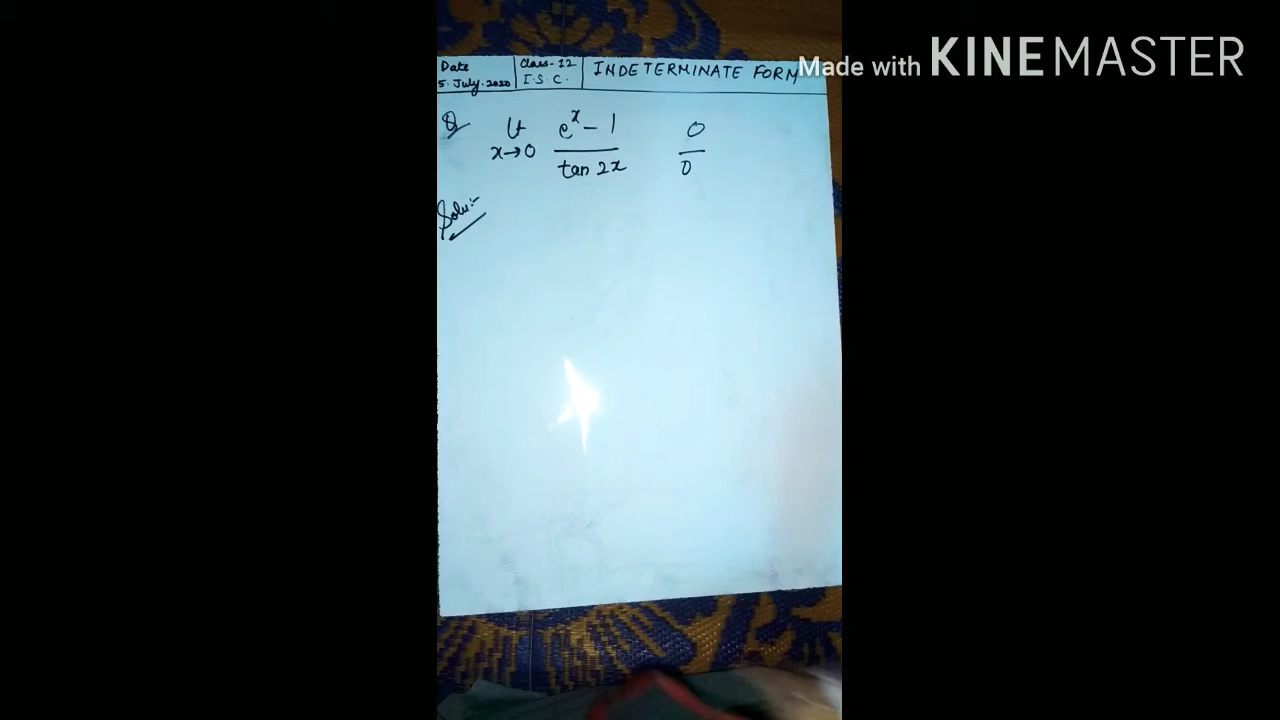 Made with KINEMASTER
Date
5. July. 2020
Class - 12
I.S.C.
INDETERMINATE FORM
Q
Lt e^x - 1 0
x→0 tan 2x 0
Solu:-